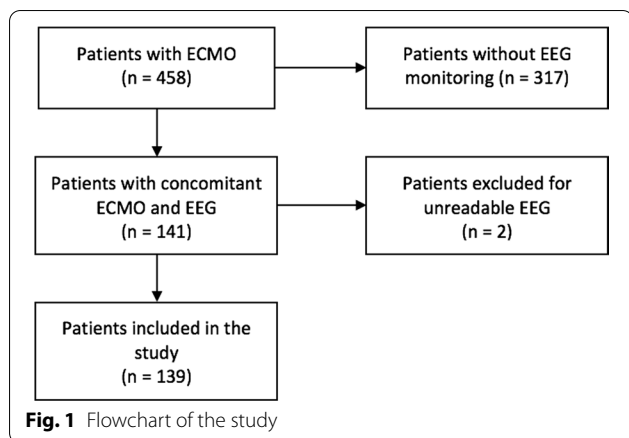 Patients with ECMO
(n = 458)
Patients without EEG
monitoring (n = 317)
Patients with concomitant
ECMO and EEG
(n = 141)
Patients excluded for
unreadable EEG
(n = 2)
Patients included in the
study
(n = 139)
Fig. 1 Flowchart of the study